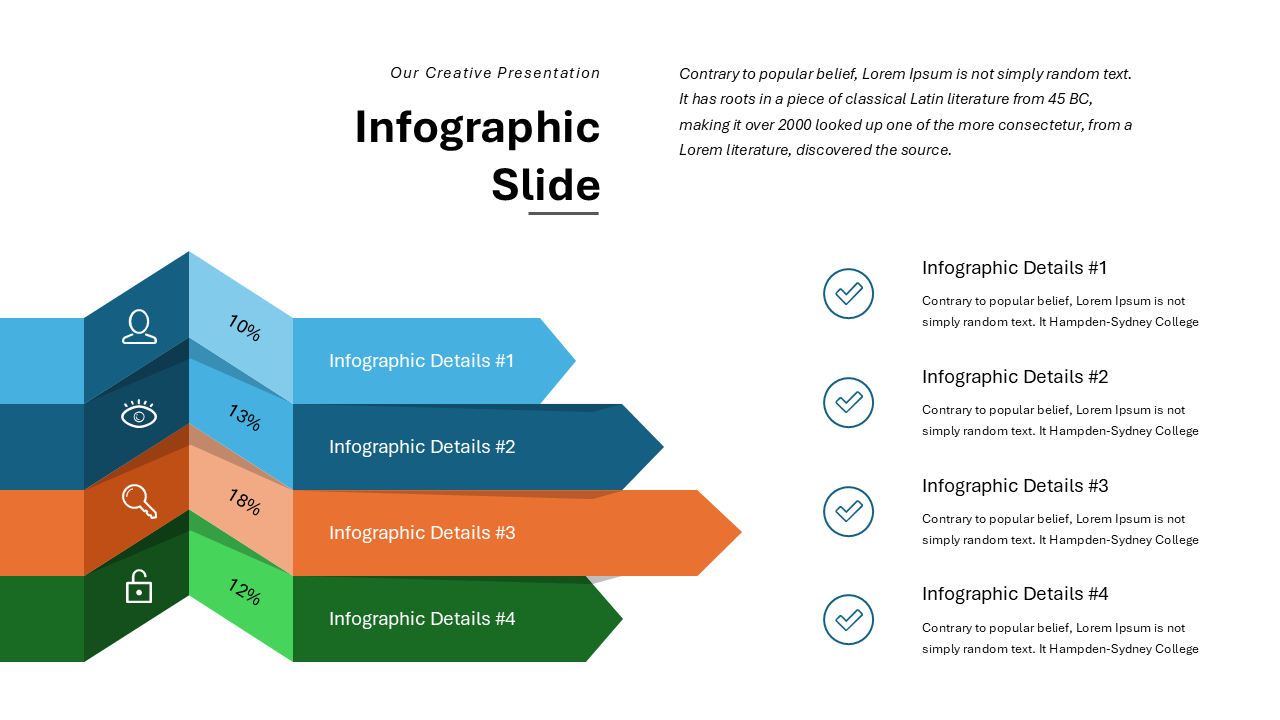 Our Creative Presentation
Infographic
Slide
Contrary to popular belief, Lorem Ipsum is not simply random text.
It has roots in a piece of classical Latin literature from 45 BC,
making it over 2000 looked up one of the more consectetur, from a
Lorem literature, discovered the source.
10%
Infographic Details #1
13%
Infographic Details #2
18%
Infographic Details #3
12%
Infographic Details #4
Infographic Details #1
Contrary to popular belief, Lorem Ipsum is not
simply random text. It Hampden-Sydney College
Infographic Details #2
Contrary to popular belief, Lorem Ipsum is not
simply random text. It Hampden-Sydney College
Infographic Details #3
Contrary to popular belief, Lorem Ipsum is not
simply random text. It Hampden-Sydney College
Infographic Details #4
Contrary to popular belief, Lorem Ipsum is not
simply random text. It Hampden-Sydney College